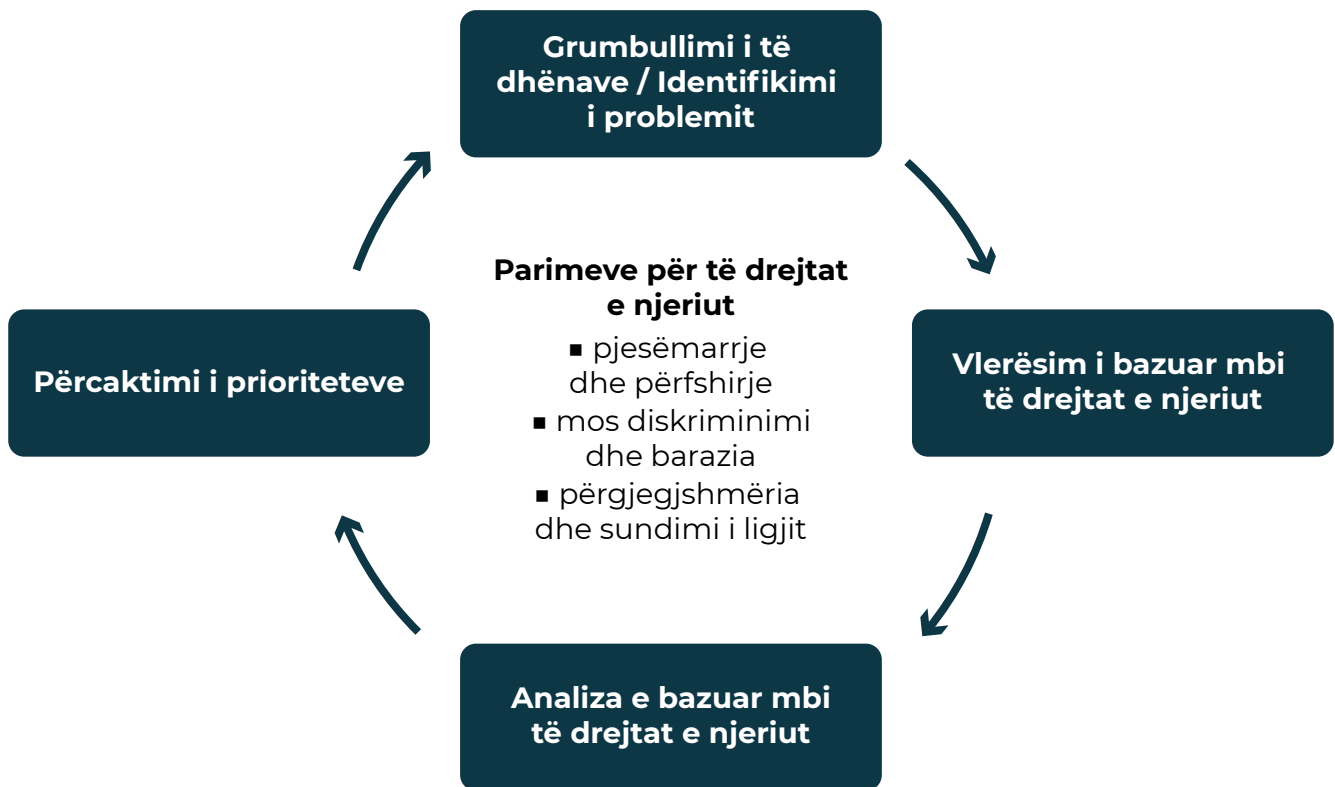 Grumbullimi i të
dhënave / Identifikimi
i problemit
Parimeve për të drejtat
e njeriut
▪ pjesëmarrje
dhe përfshirje
▪ mos diskriminimi
dhe barazia
▪ përgjegjshmëria
dhe sundimi i ligjit
Përcaktimi i prioriteteve
Vlerësim i bazuar mbi
të drejtat e njeriut
Analiza e bazuar mbi
të drejtat e njeriut